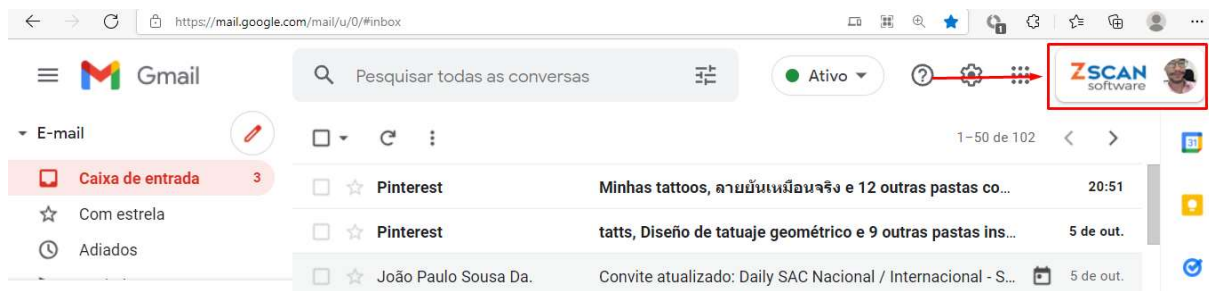 https://mail.google.com/mail/u/0/#inbox
Gmail
Pesquisar todas as conversas
Ativo
ZSCAN
software
E-mail
1–50 de 102
31
Caixa de entrada 3
Pinterest Minhas tattoos, ลายยันเหมือนจริง e 12 outras pastas co... 20:51
Com estrela
Pinterest tatts, Diseño de tatuaje geométrico e 9 outras pastas ins... 5 de out.
Adiados
João Paulo Sousa Da. Convite atualizado: Daily SAC Nacional / Internacional - S... 5 de out.